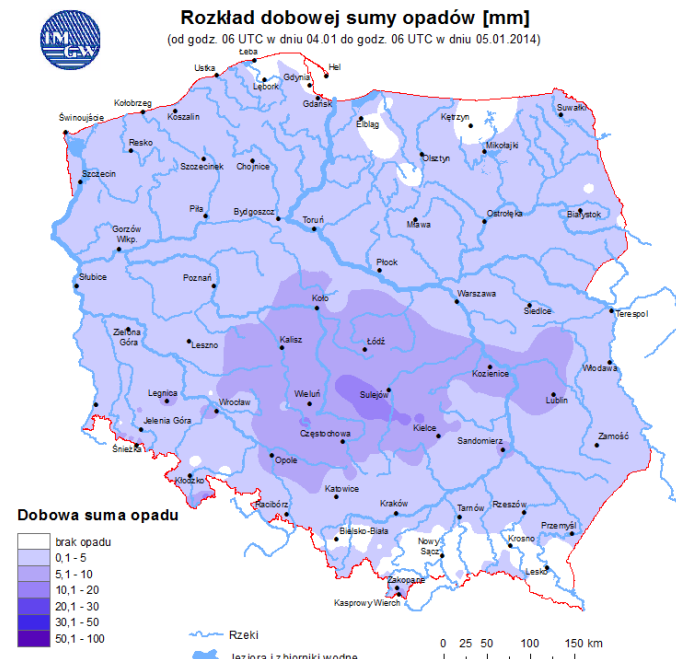 Rozkład dobowej sumy opadów [mm]
(od godz. 06 UTC w dniu 04.01 do godz. 06 UTC w dniu 05.01.2014)
IM
GW
Łeba
Ustka
Hel
Gdynia
Lębork
Gdańsk
Kołobrzeg
Koszalin
Świnoujście
Suwałki
Kętrzyn
Elbląg
Resko
Mikołajki
Olsztyn
Szczecinek
Chojnice
Szczecin
Piła
Bydgoszcz
Toruń
Mława
Ostrołęka
Białystok
Gorzów
Wlkp.
Płock
Słubice
Poznań
Koło
Warszawa
Siedlce
Terespol
Zielona
Góra
Leszno
Kalisz
Łódź
Kozienice
Włodawa
Legnica
Wrocław
Wieluń
Sulejów
Lublin
Jelenia Góra
Częstochowa
Kielce
Sandomierz
Zamość
Śnieżka
Opole
Kłodzko
Katowice
Racibórz
Kraków
Tarnów
Rzeszów
Przemyśl
Bielsko-Biała
Nowy
Sącz
Krosno
Lesko
Zakopane
Kasprowy Wierch
Dobowa suma opadu
brak opadu
0,1 - 5
5,1 - 10
10,1 - 20
20,1 - 30
30,1 - 50
50,1 - 100
Rzeki
Jeziora i zbiorniki wodne
0 25 50 100 150 km